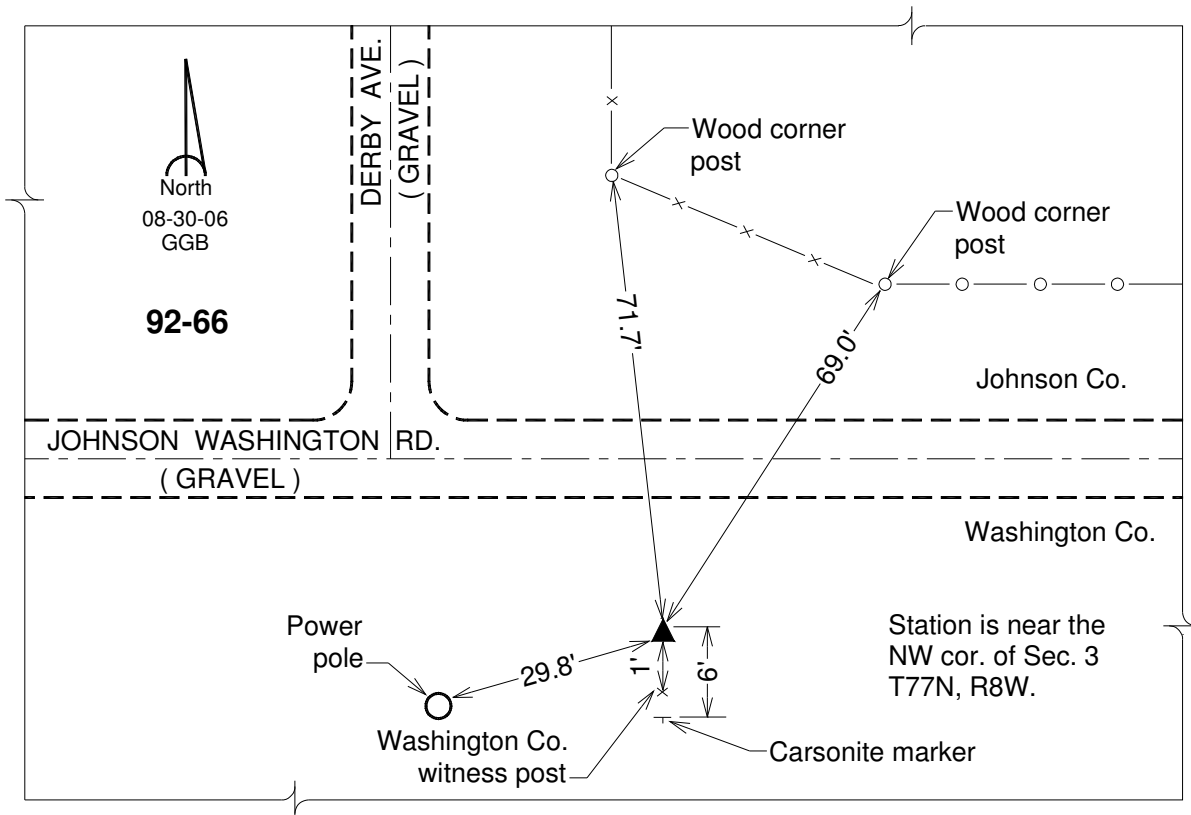 DERBY AVE.
( GRAVEL )
North
08-30-06
GGB
92-66
Wood corner
post
Wood corner
post
71.7'
69.0'
Johnson Co.
JOHNSON WASHINGTON RD.
( GRAVEL )
Washington Co.
Power
pole
29.8'
1'
6'
Station is near the
NW cor. of Sec. 3
T77N, R8W.
Washington Co.
witness post
Carsonite marker